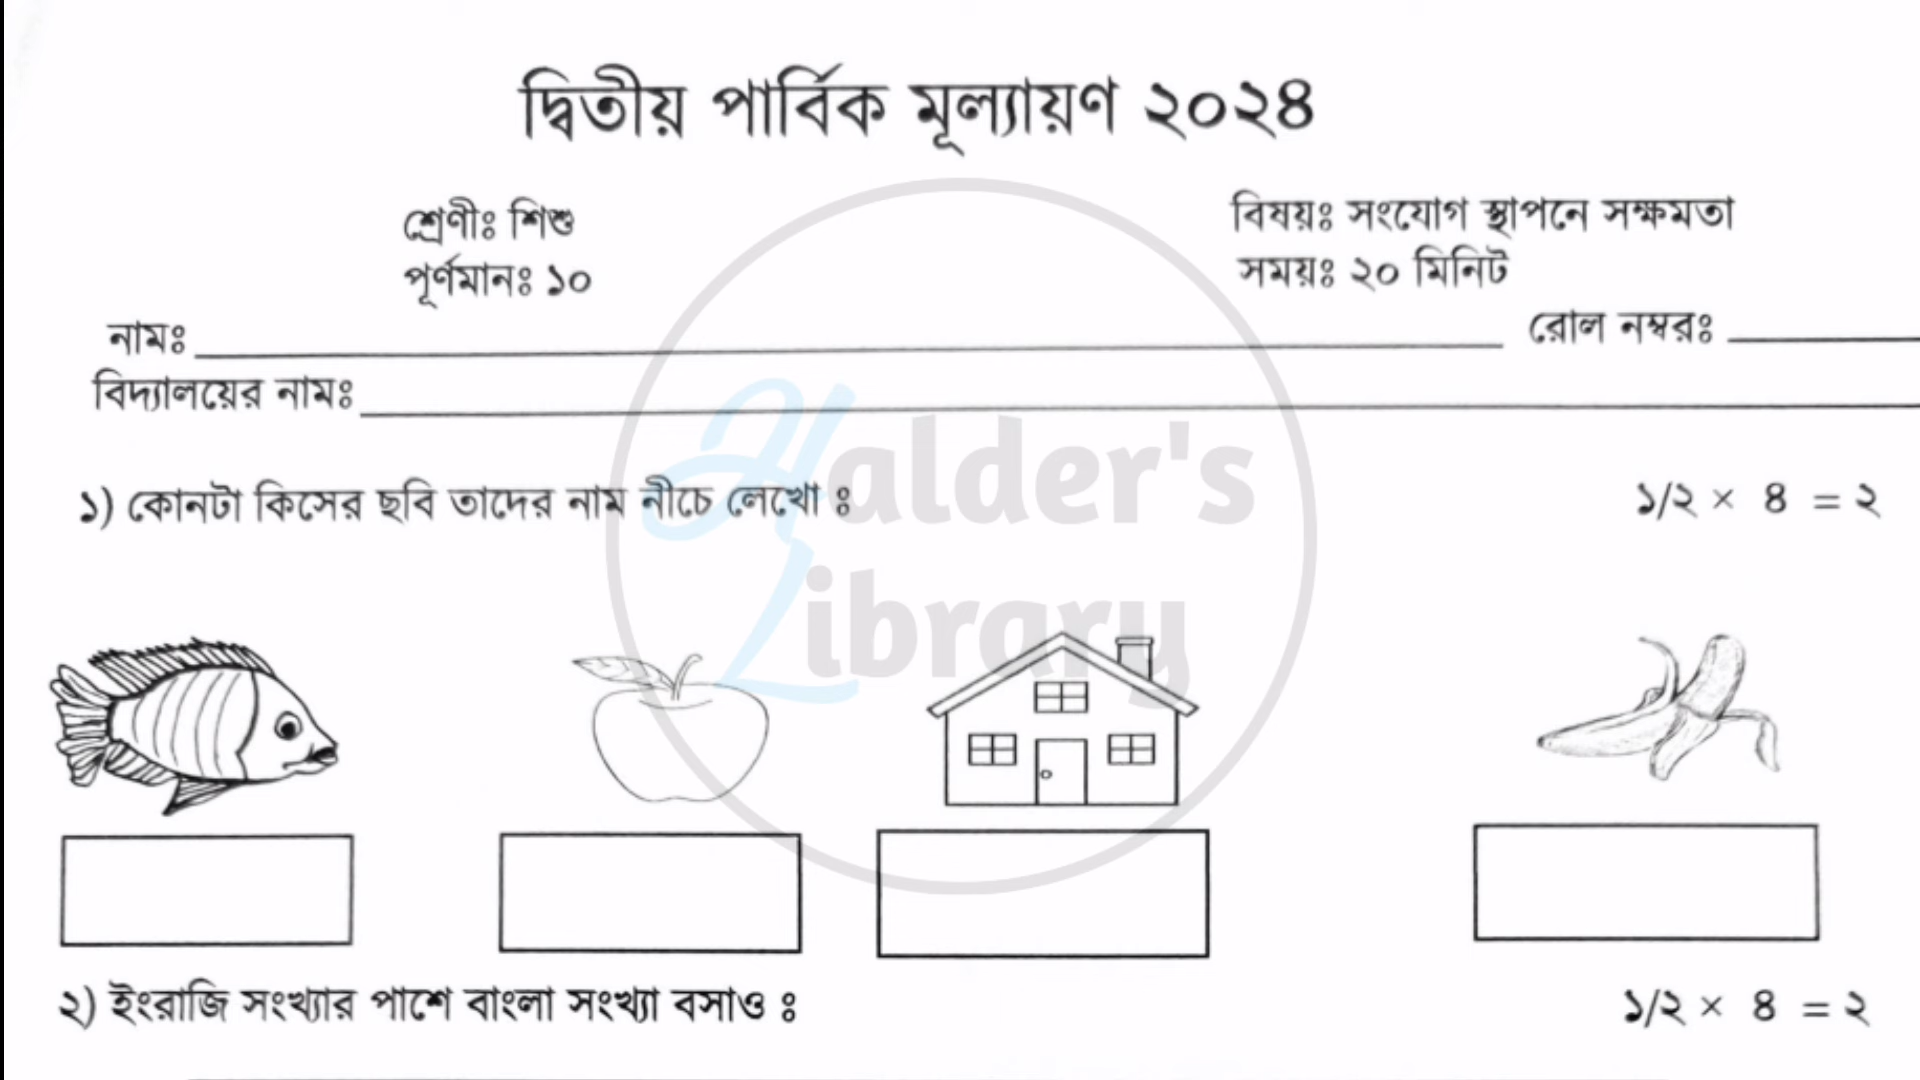 দ্বিতীয় পার্বিক মূল্যায়ণ ২০২৪
শ্রেণীঃ শিশু
বিষয়ঃ সংযোগ স্থাপনে সক্ষমতা
পূর্ণমানঃ ১০
সময়ঃ ২০ মিনিট
নামঃ রোল নম্বরঃ
বিদ্যালয়ের নামঃ
১) কোনটা কিসের ছবি তাদের নাম নীচে লেখো ঃ ১/২ × ৪ = ২
Halder's
Library
২) ইংরাজি সংখ্যার পাশে বাংলা সংখ্যা বসাও ঃ ১/২ × ৪ = ২